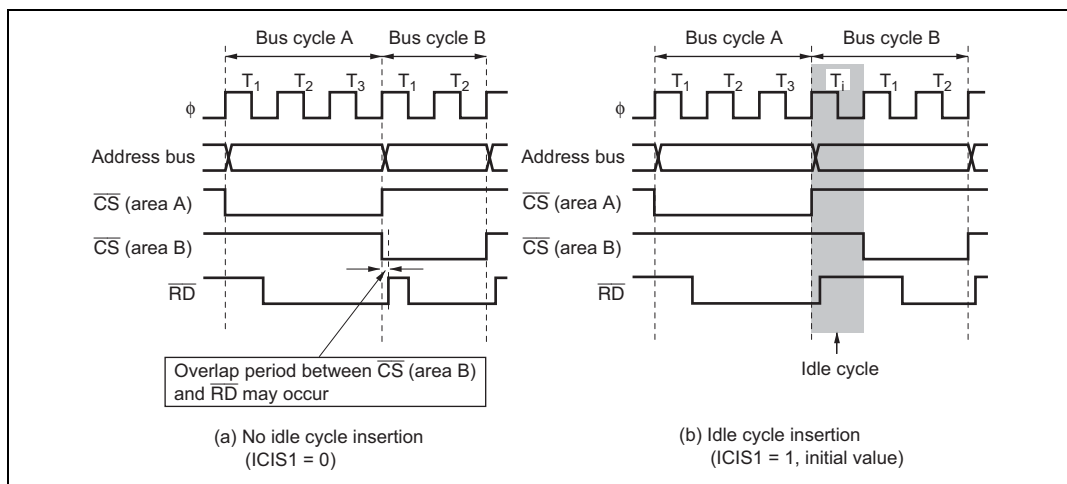 Bus cycle A
Bus cycle B
T1 T2 T3 T1 T2
ϕ
Address bus
CS (area A)
CS (area B)
RD
Overlap period between CS (area B)
and RD may occur
(a) No idle cycle insertion
(ICIS1 = 0)
Bus cycle A
Bus cycle B
T1 T2 T3 Ti T1 T2
ϕ
Address bus
CS (area A)
CS (area B)
RD
Idle cycle
(b) Idle cycle insertion
(ICIS1 = 1, initial value)